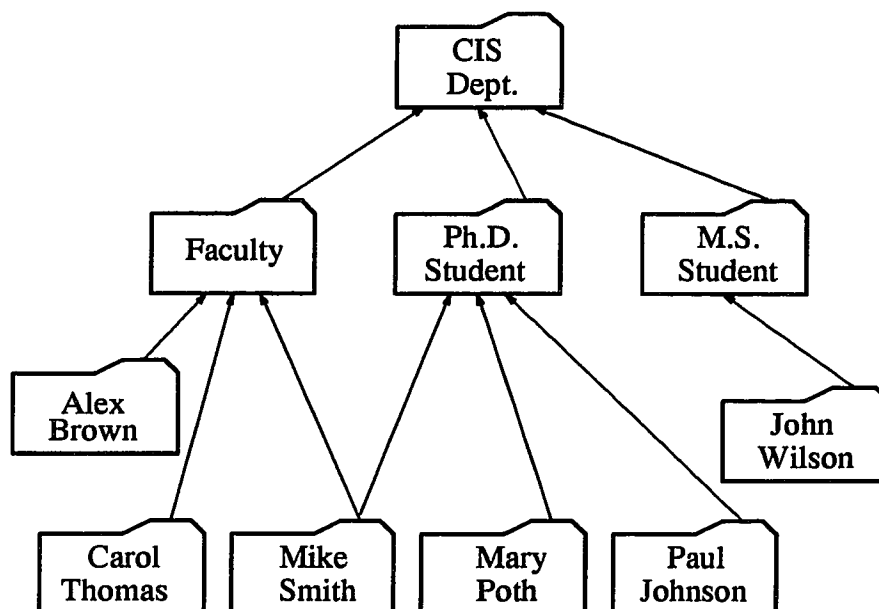 CIS
Dept.
Faculty
Ph.D.
Student
M.S.
Student
Alex
Brown
John
Wilson
Carol
Thomas
Mike
Smith
Mary
Poth
Paul
Johnson